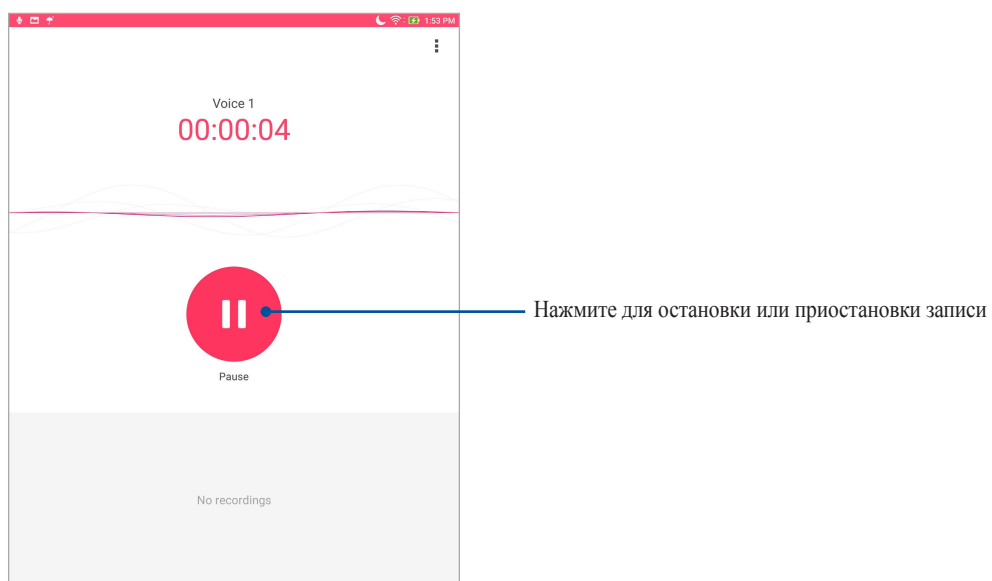 1:53 PM
Voice 1
00:00:04
Нажмите для остановки или приостановки записи
Pause
No recordings